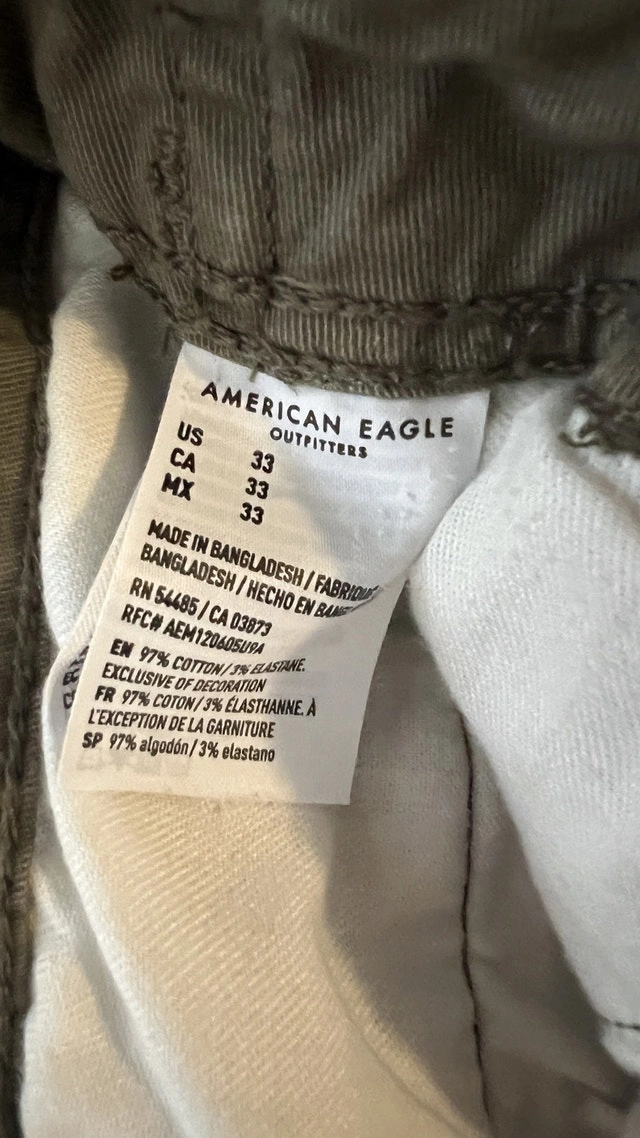 AMERICAN EAGLE
OUTFITTERS
US 33
CA 33
MX 33
MADE IN BANGLADESH / FABRIQUÉ
BANGLADESH / HECHO EN
RN 54485 / CA 03873
RFC# AEM120605U9A
EN 97% COTTON / 3% ELASTANE.
EXCLUSIVE OF DECORATION
FR 97% COTON / 3% ÉLASTHANNE. À
L'EXCEPTION DE LA GARNITURE
SP 97% algodón / 3% elastano